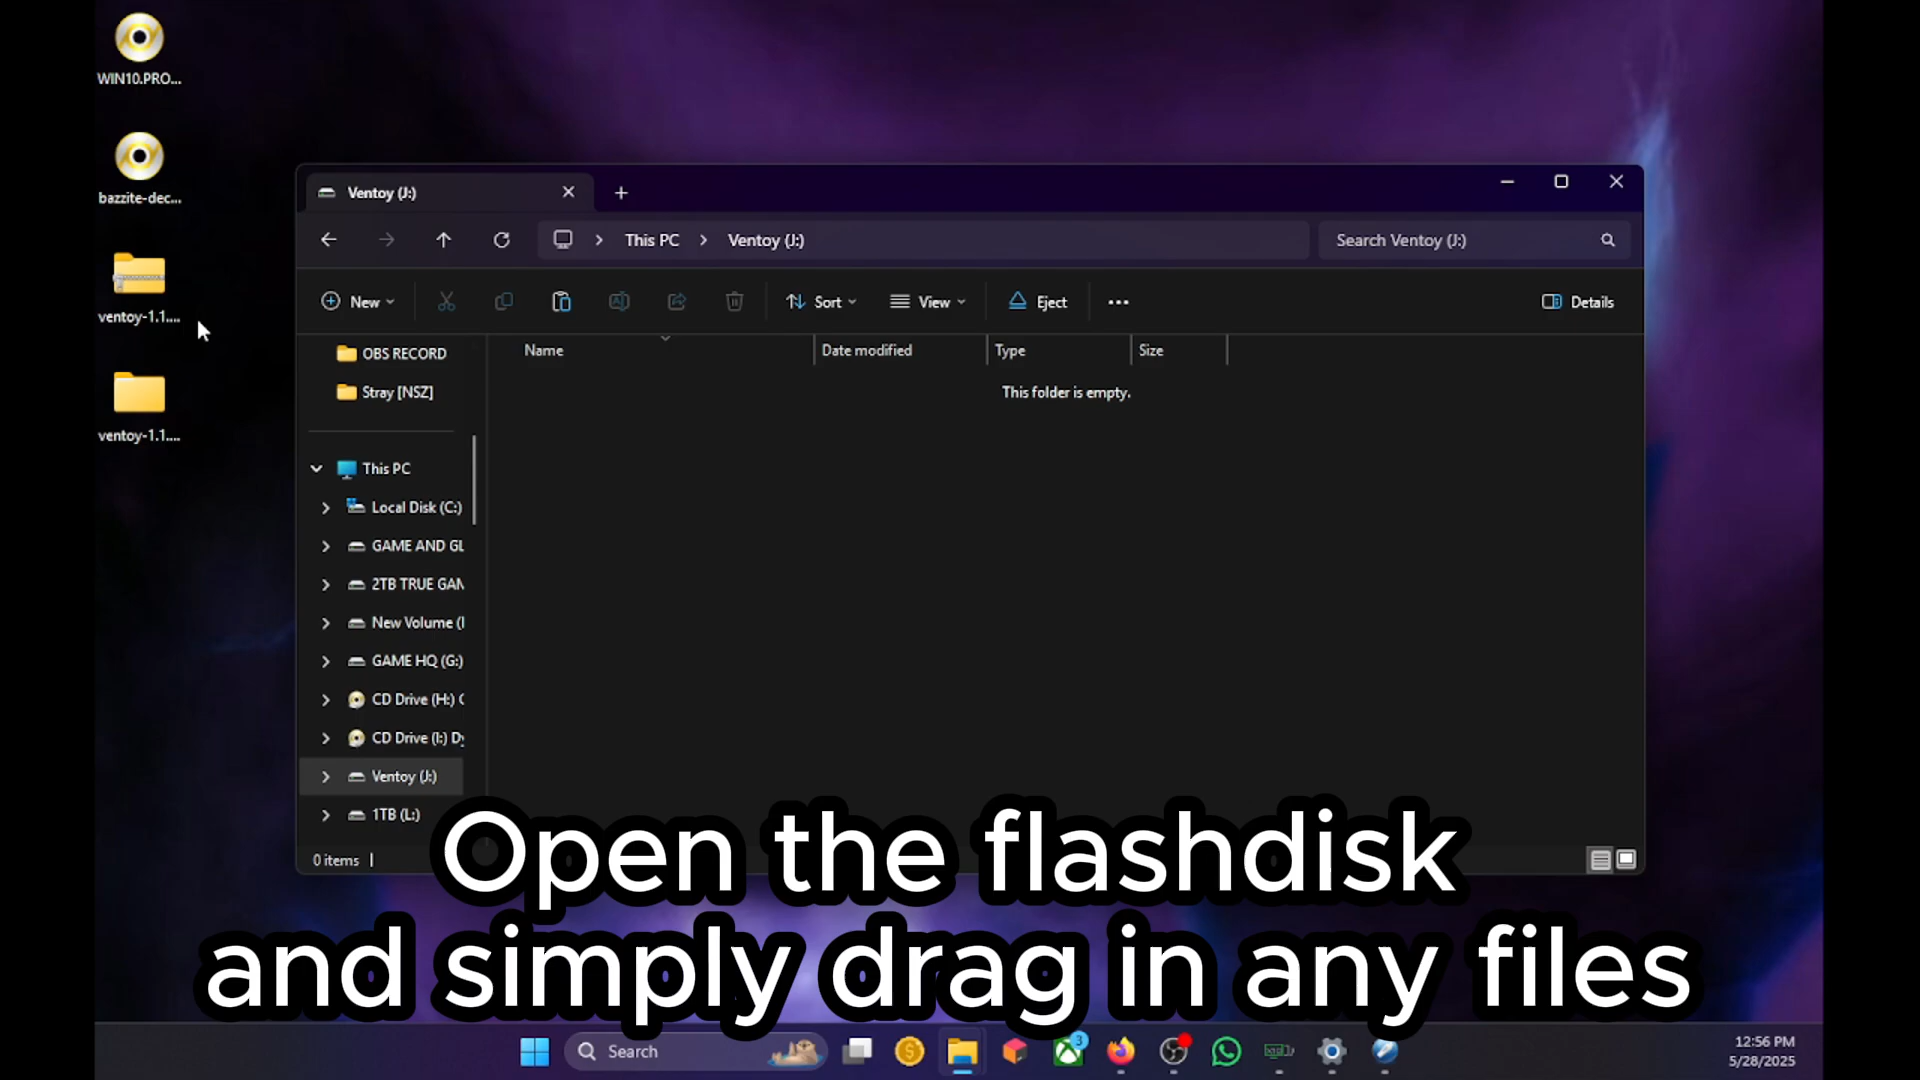 WIN10.PRO...
bazzite-dec...
ventoy-1.1....
ventoy-1.1....
Ventoy (J:)
This PC
Ventoy (J:)
Search Ventoy (J:)
New
Sort
View
Eject
Details
Name
Date modified
Type
Size
This folder is empty.
OBS RECORD
Stray [NSZ]
This PC
Local Disk (C:)
GAME AND GL
2TB TRUE GAM
New Volume (
GAME HQ (G:)
CD Drive (H:)
CD Drive (I:) Dy
Ventoy (J:)
1TB (L:)
0 items
Open the flashdisk
and simply drag in any files
Search
3
12:56 PM
5/28/2025